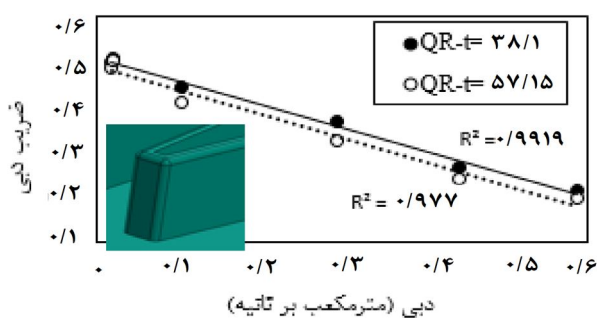 ۰/۶
۰/۵
۰/۴
۰/۳
۰/۲
۰/۱
ضریب دبی
QR-t= ۳۸/۱
QR-t= ۵۷/۱۵
R² =۰/۹۹۱۹
R² = ۰/۹۷۷
۰ ۰/۱ ۰/۲ ۰/۳ ۰/۴ ۰/۵ ۰/۶
دبی (مترمکعب بر ثانیه)